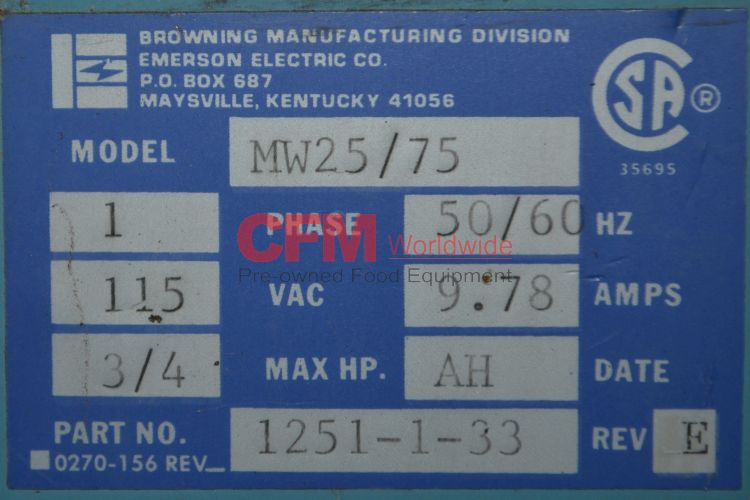 BROWNING MANUFACTURING DIVISION
EMERSON ELECTRIC CO.
P.O. BOX 687
MAYSVILLE, KENTUCKY 41056
SA ®
35695
MODEL MW25/75
1 PHASE 50/60 HZ
CFM Worldwide
Pre-owned Food Equipment
115 VAC 9.78 AMPS
3/4 MAX HP. AH DATE
PART NO. 1251-1-33 REV E
0270-156 REV_